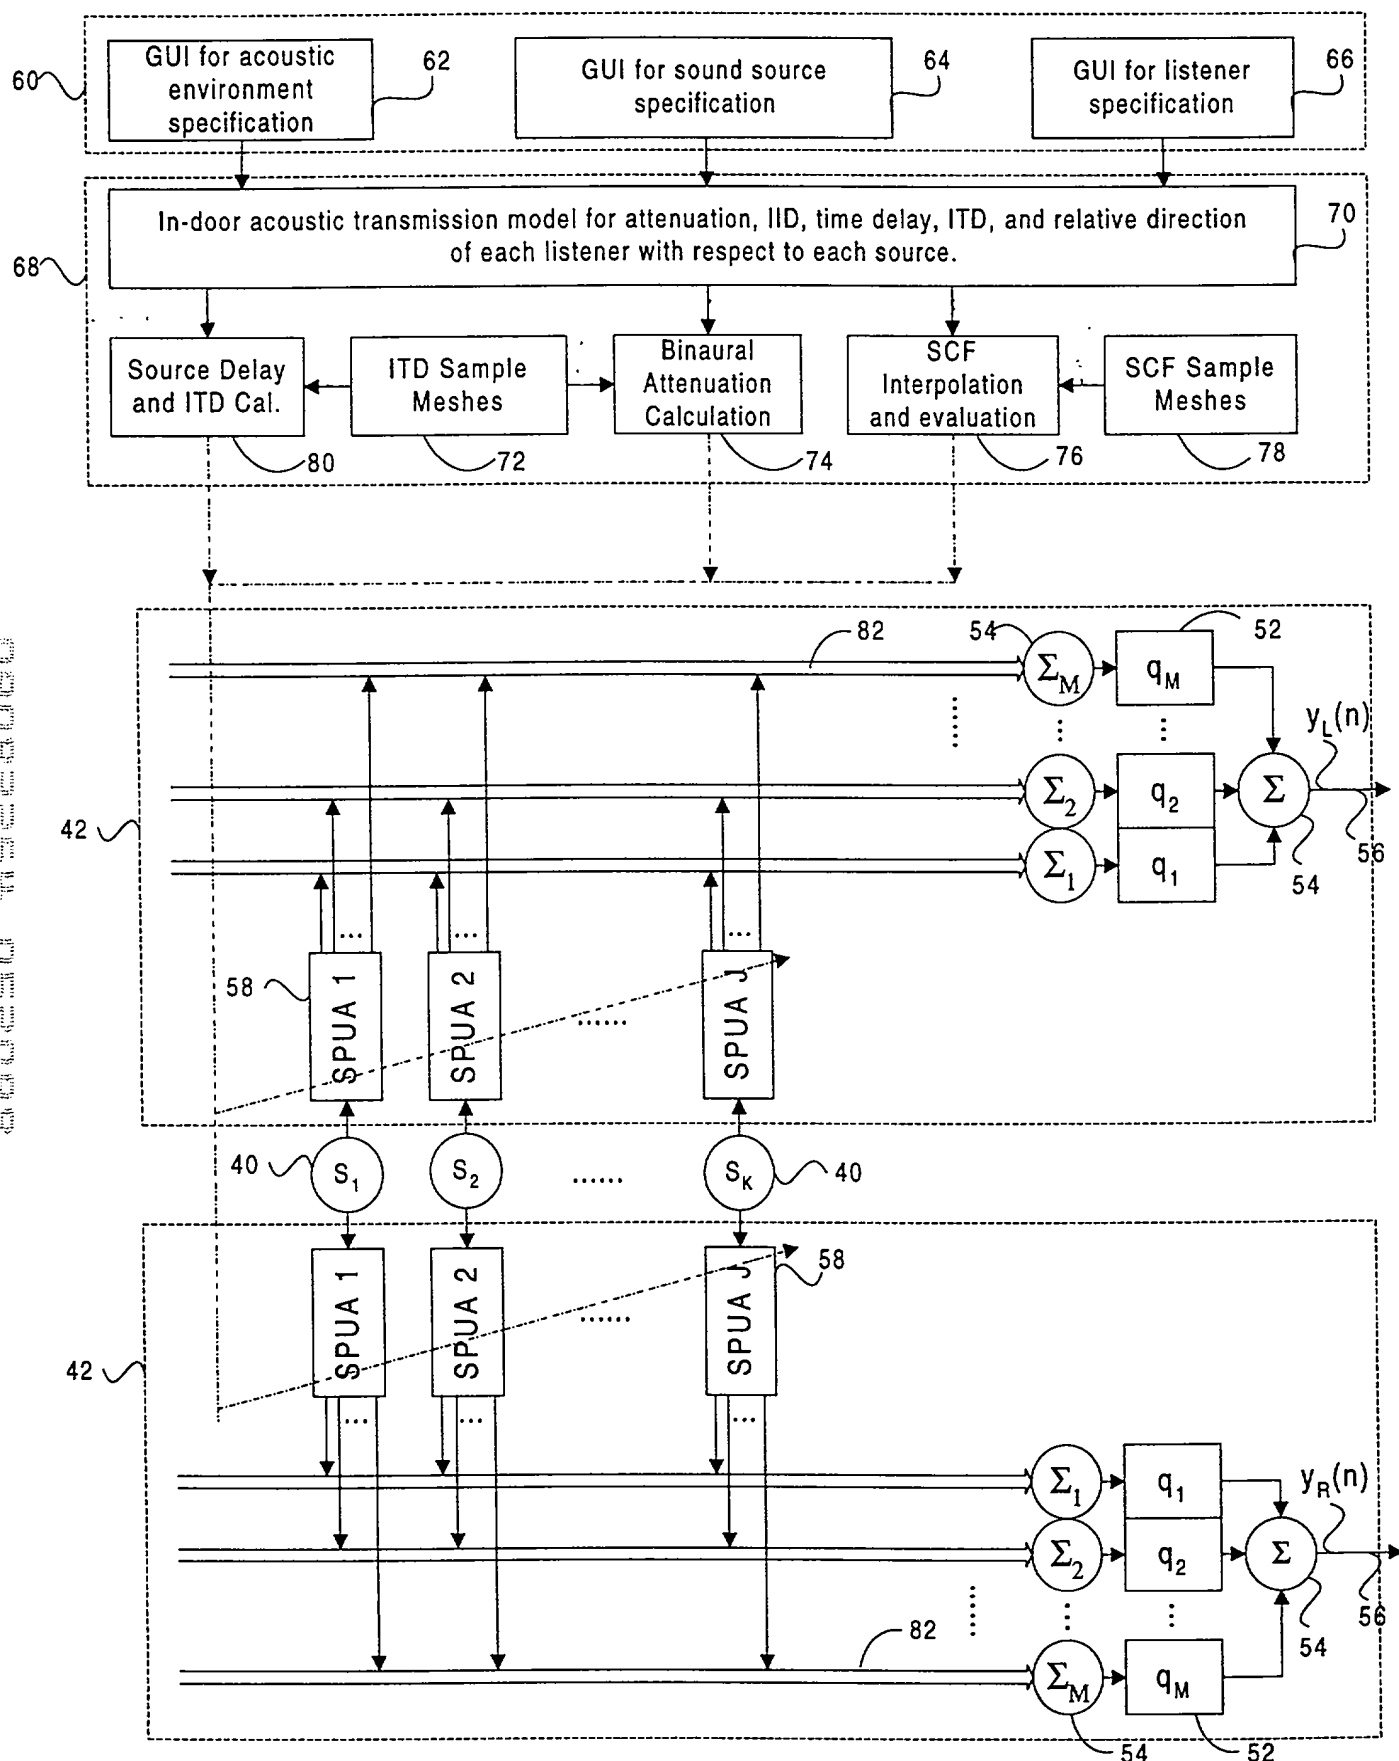 GUI for acoustic
environment
specification
62
GUI for sound source
specification
64
GUI for listener
specification
66
60
In-door acoustic transmission model for attenuation, IID, time delay, ITD, and relative direction
of each listener with respect to each source.
70
68
Source Delay
and ITD Cal.
80
ITD Sample
Meshes
72
Binaural
Attenuation
Calculation
74
SCF
Interpolation
and evaluation
76
SCF Sample
Meshes
78
82
54
52
Σ_M
q_M
......
...
...
y_L(n)
Σ_2
q_2
Σ
42
Σ_1
q_1
56
54
...
...
...
58
SPUA 1
SPUA 2
......
SPUA J
40
S_1
S_2
......
S_K
40
SPUA 1
SPUA 2
......
SPUA J
58
42
...
...
...
Σ_1
q_1
y_R(n)
Σ_2
q_2
Σ
56
54
......
...
...
82
Σ_M
q_M
54
52